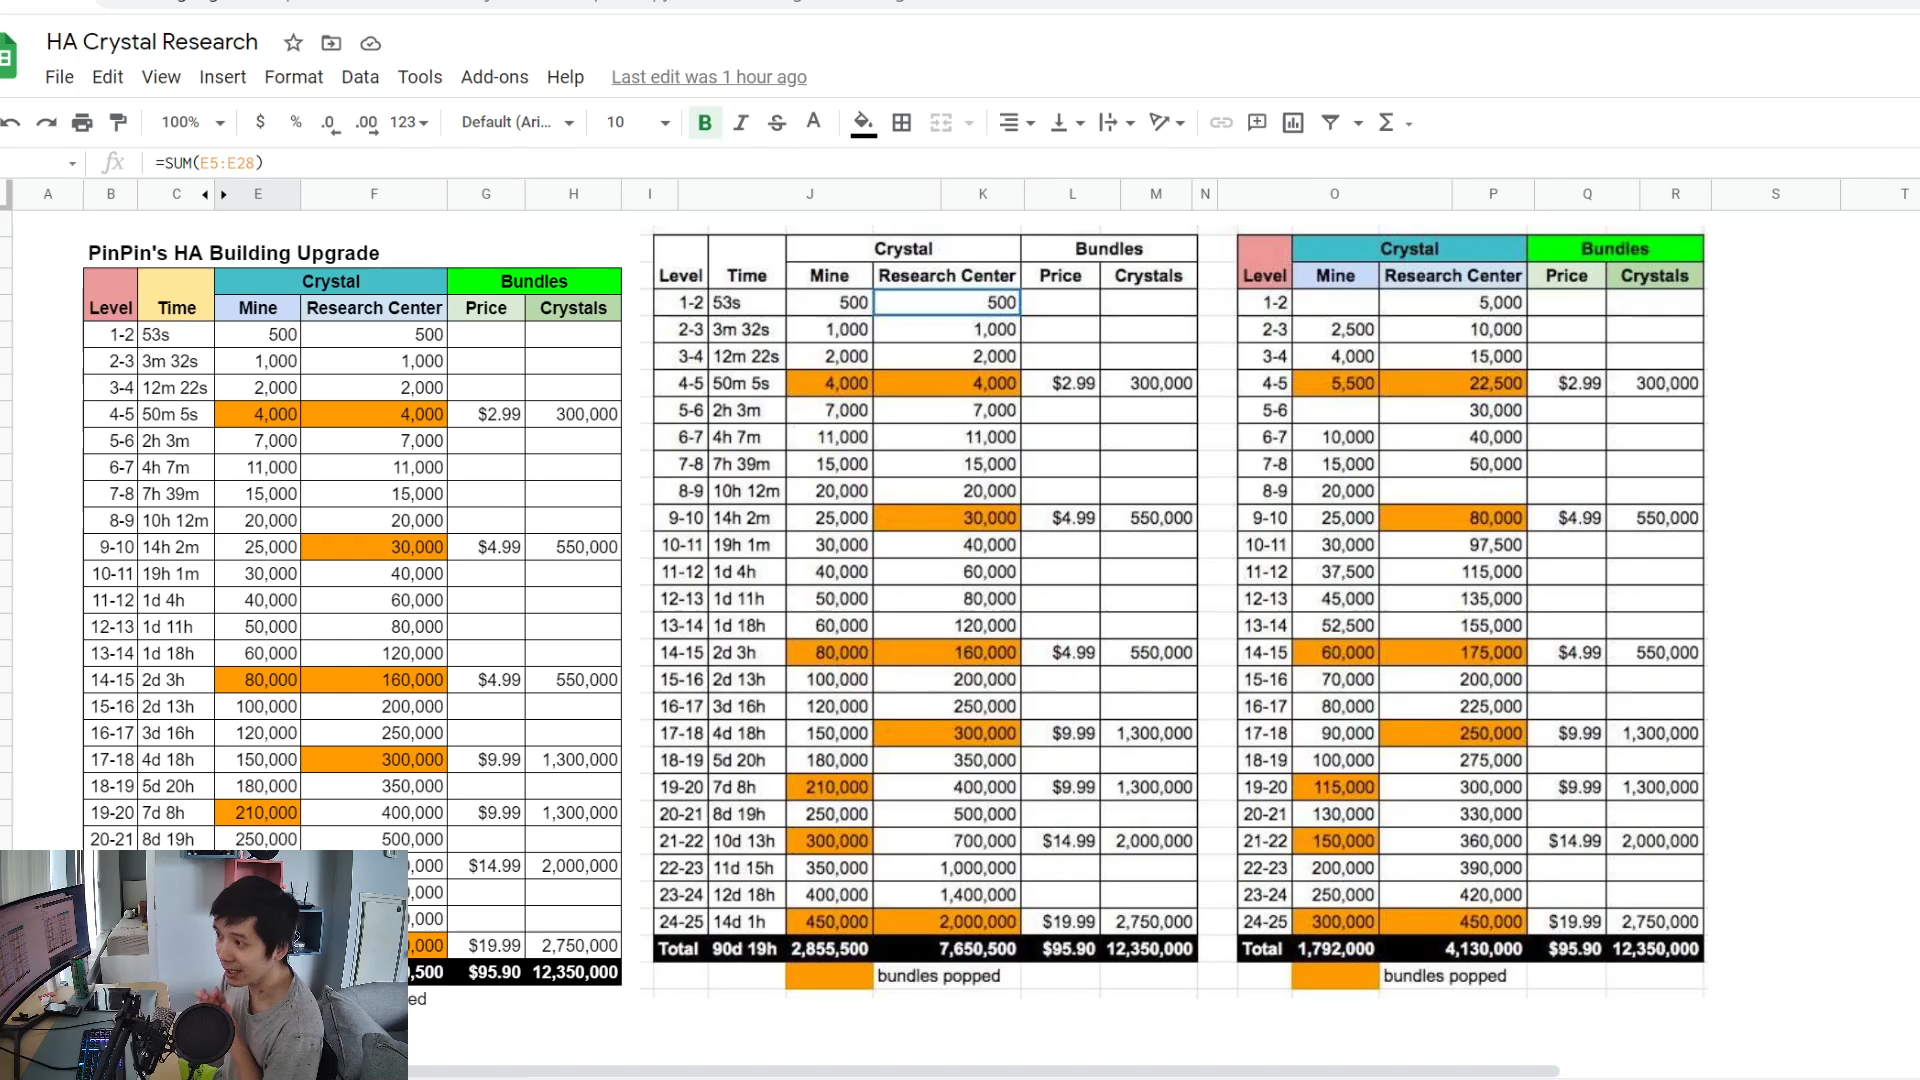 HA Crystal Research
File Edit View Insert Format Data Tools Add-ons Help Last edit was 1 hour ago
100% $ % .0 .00 123 Default (Ari... 10 B I S A
fx =SUM(E5:E28)
A B C E F G H I J K L M N O P Q R S T
PinPin's HA Building Upgrade
Crystal Bundles
Level Time Mine Research Center Price Crystals
1-2 53s 500 500
2-3 3m 32s 1,000 1,000
3-4 12m 22s 2,000 2,000
4-5 50m 5s 4,000 4,000 $2.99 300,000
5-6 2h 3m 7,000 7,000
6-7 4h 7m 11,000 11,000
7-8 7h 39m 15,000 15,000
8-9 10h 12m 20,000 20,000
9-10 14h 2m 25,000 30,000 $4.99 550,000
10-11 19h 1m 30,000 40,000
11-12 1d 4h 40,000 60,000
12-13 1d 11h 50,000 80,000
13-14 1d 18h 60,000 120,000
14-15 2d 3h 80,000 160,000 $4.99 550,000
15-16 2d 13h 100,000 200,000
16-17 3d 16h 120,000 250,000
17-18 4d 18h 150,000 300,000 $9.99 1,300,000
18-19 5d 20h 180,000 350,000
19-20 7d 8h 210,000 400,000 $9.99 1,300,000
20-21 8d 19h 250,000 500,000
,000 $14.99 2,000,000
,000
,000
,000 $19.99 2,750,000
,500 $95.90 12,350,000
ed
Crystal Bundles
Level Time Mine Research Center Price Crystals
1-2 53s 500 500
2-3 3m 32s 1,000 1,000
3-4 12m 22s 2,000 2,000
4-5 50m 5s 4,000 4,000 $2.99 300,000
5-6 2h 3m 7,000 7,000
6-7 4h 7m 11,000 11,000
7-8 7h 39m 15,000 15,000
8-9 10h 12m 20,000 20,000
9-10 14h 2m 25,000 30,000 $4.99 550,000
10-11 19h 1m 30,000 40,000
11-12 1d 4h 40,000 60,000
12-13 1d 11h 50,000 80,000
13-14 1d 18h 60,000 120,000
14-15 2d 3h 80,000 160,000 $4.99 550,000
15-16 2d 13h 100,000 200,000
16-17 3d 16h 120,000 250,000
17-18 4d 18h 150,000 300,000 $9.99 1,300,000
18-19 5d 20h 180,000 350,000
19-20 7d 8h 210,000 400,000 $9.99 1,300,000
20-21 8d 19h 250,000 500,000
21-22 10d 13h 300,000 700,000 $14.99 2,000,000
22-23 11d 15h 350,000 1,000,000
23-24 12d 18h 400,000 1,400,000
24-25 14d 1h 450,000 2,000,000 $19.99 2,750,000
Total 90d 19h 2,855,500 7,650,500 $95.90 12,350,000
bundles popped
Crystal Bundles
Level Mine Research Center Price Crystals
1-2 5,000
2-3 2,500 10,000
3-4 4,000 15,000
4-5 5,500 22,500 $2.99 300,000
5-6 30,000
6-7 10,000 40,000
7-8 15,000 50,000
8-9 20,000
9-10 25,000 80,000 $4.99 550,000
10-11 30,000 97,500
11-12 37,500 115,000
12-13 45,000 135,000
13-14 52,500 155,000
14-15 60,000 175,000 $4.99 550,000
15-16 70,000 200,000
16-17 80,000 225,000
17-18 90,000 250,000 $9.99 1,300,000
18-19 100,000 275,000
19-20 115,000 300,000 $9.99 1,300,000
20-21 130,000 330,000
21-22 150,000 360,000 $14.99 2,000,000
22-23 200,000 390,000
23-24 250,000 420,000
24-25 300,000 450,000 $19.99 2,750,000
Total 1,792,000 4,130,000 $95.90 12,350,000
bundles popped